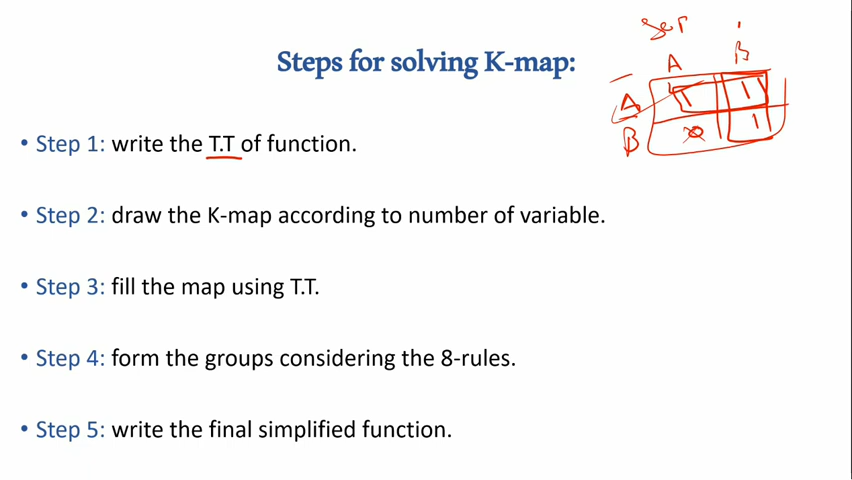 Steps for solving K-map:
A B
A 1 1
B 1
• Step 1: write the T.T of function.
• Step 2: draw the K-map according to number of variable.
• Step 3: fill the map using T.T.
• Step 4: form the groups considering the 8-rules.
• Step 5: write the final simplified function.